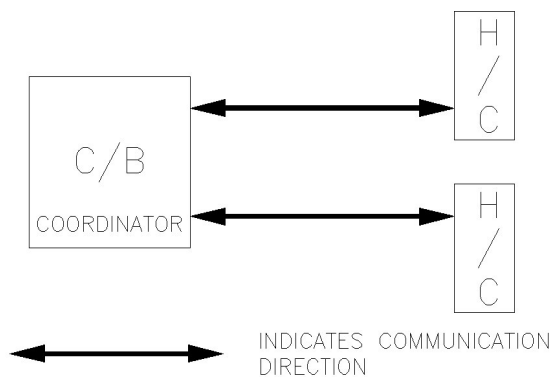 H
/
C
C/B
COORDINATOR
H
/
C
INDICATES COMMUNICATION
DIRECTION